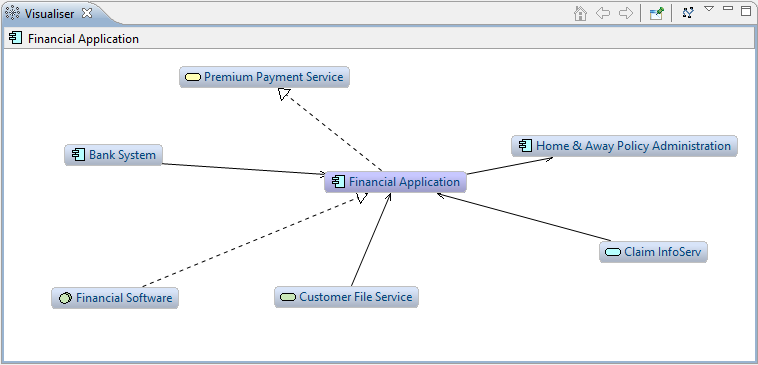 Visualiser
Financial Application
Premium Payment Service
Bank System
Home & Away Policy Administration
Financial Application
Claim InfoServ
Financial Software
Customer File Service